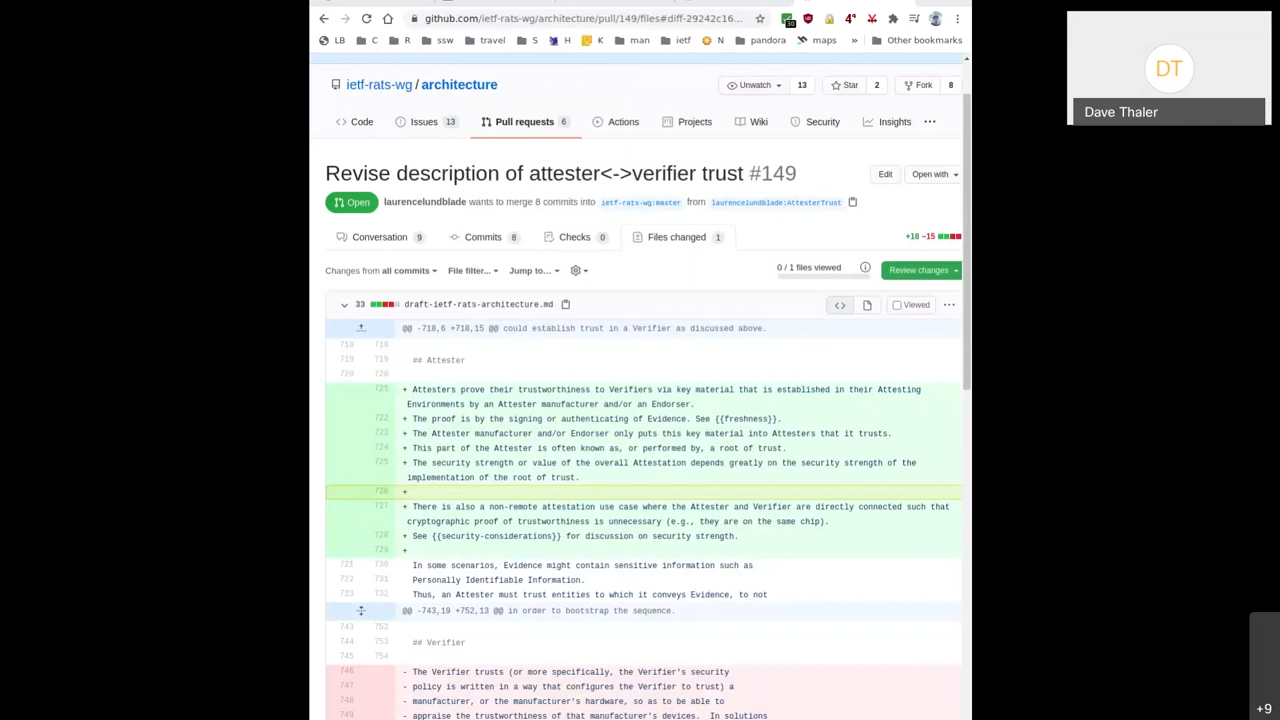 github.com/ietf-rats-wg/architecture/pull/149/files#diff-29242c16...
30
4°
LB C R ssw travel S H K man ietf N pandora maps » Other bookmarks
ietf-rats-wg / architecture
Unwatch 13 Star 2 Fork 8
Code Issues 13 Pull requests 6 Actions Projects Wiki Security Insights ...
Revise description of attester<->verifier trust #149
Edit Open with
Open laurencelundblade wants to merge 8 commits into ietf-rats-wg:master from laurencelundblade:AttesterTrust
Conversation 9 Commits 8 Checks 0 Files changed 1 +18 −15
Changes from all commits File filter... Jump to... 0 / 1 files viewed Review changes
33 draft-ietf-rats-architecture.md <> Viewed ...
@@ -718,6 +718,15 @@ could establish trust in a Verifier as discussed above.
718 718
719 719 ## Attester
720 720
721 + Attesters prove their trustworthiness to Verifiers via key material that is established in their Attesting
Environments by an Attester manufacturer and/or an Endorser.
722 + The proof is by the signing or authenticating of Evidence. See {{freshness}}.
723 + The Attester manufacturer and/or Endorser only puts this key material into Attesters that it trusts.
724 + This part of the Attester is often known as, or performed by, a root of trust.
725 + The security strength or value of the overall Attestation depends greatly on the security strength of the
implementation of the root of trust.
726 +
727 + There is also a non-remote attestation use case where the Attester and Verifier are directly connected such that
cryptographic proof of trustworthiness is unnecessary (e.g., they are on the same chip).
728 + See {{security-considerations}} for discussion on security strength.
729 +
721 730 In some scenarios, Evidence might contain sensitive information such as
722 731 Personally Identifiable Information.
723 732 Thus, an Attester must trust entities to which it conveys Evidence, to not
@@ -743,19 +752,13 @@ in order to bootstrap the sequence.
743 752
744 753 ## Verifier
745 754
746 - The Verifier trusts (or more specifically, the Verifier's security
747 - policy is written in a way that configures the Verifier to trust) a
748 - manufacturer, or the manufacturer's hardware, so as to be able to
749 - appraise the trustworthiness of that manufacturer's devices. In solutions
DT
Dave Thaler
+9